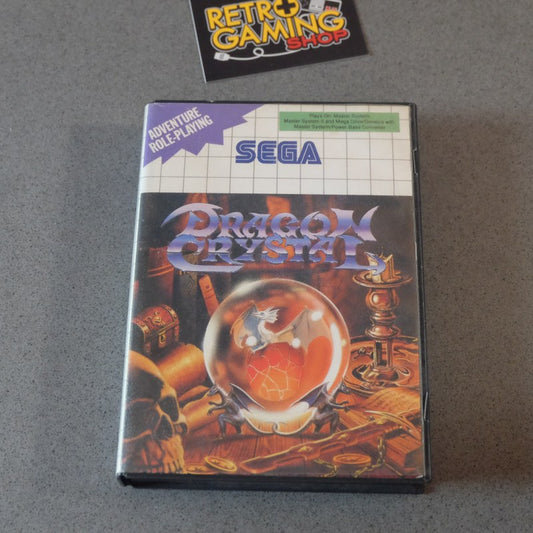 RETRO
GAMING
SHOP
ADVENTURE
ROLE-PLAYING
Plays On: Master System,
Master System II and Mega Drive/Genesis with
Master System/Power Base Converter
SEGA
DRAGON
CRYSTAL